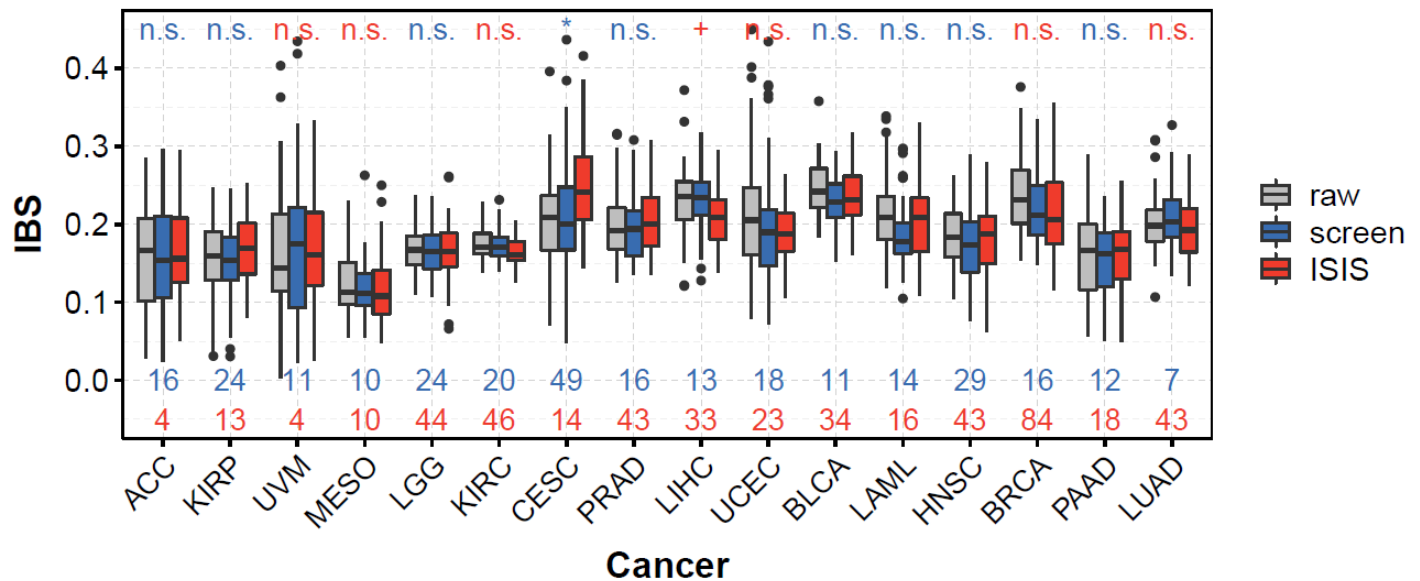 n.s. n.s. n.s. n.s. n.s. n.s. * n.s. + n.s. n.s. n.s. n.s. n.s. n.s. n.s.
0.4
0.3
0.2
0.1
0.0
16 24 11 10 24 20 49 16 13 18 11 14 29 16 12 7
4 13 4 10 44 46 14 43 33 23 34 16 43 84 18 43
IBS
ACC KIRP UVM MESO LGG KIRC CESC PRAD LIHC UCEC BLCA LAML HNSC BRCA PAAD LUAD
Cancer
raw
screen
ISIS